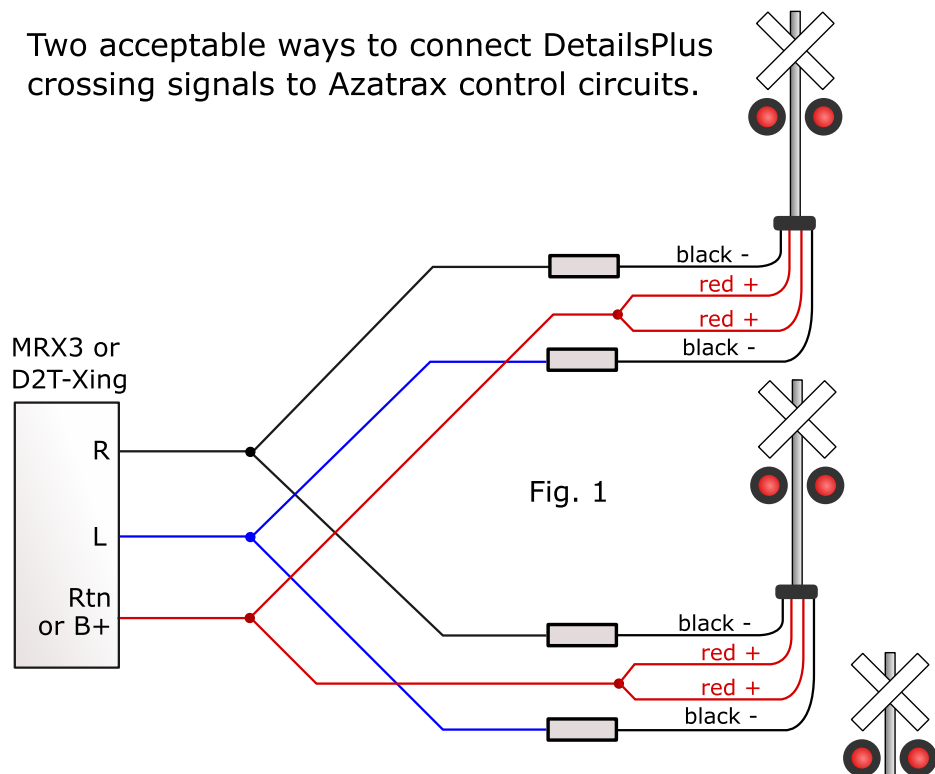 Two acceptable ways to connect DetailsPlus
crossing signals to Azatrax control circuits.
black -
red +
red +
black -
MRX3 or
D2T-Xing
R
L
Rtn
or B+
Fig. 1
black -
red +
red +
black -